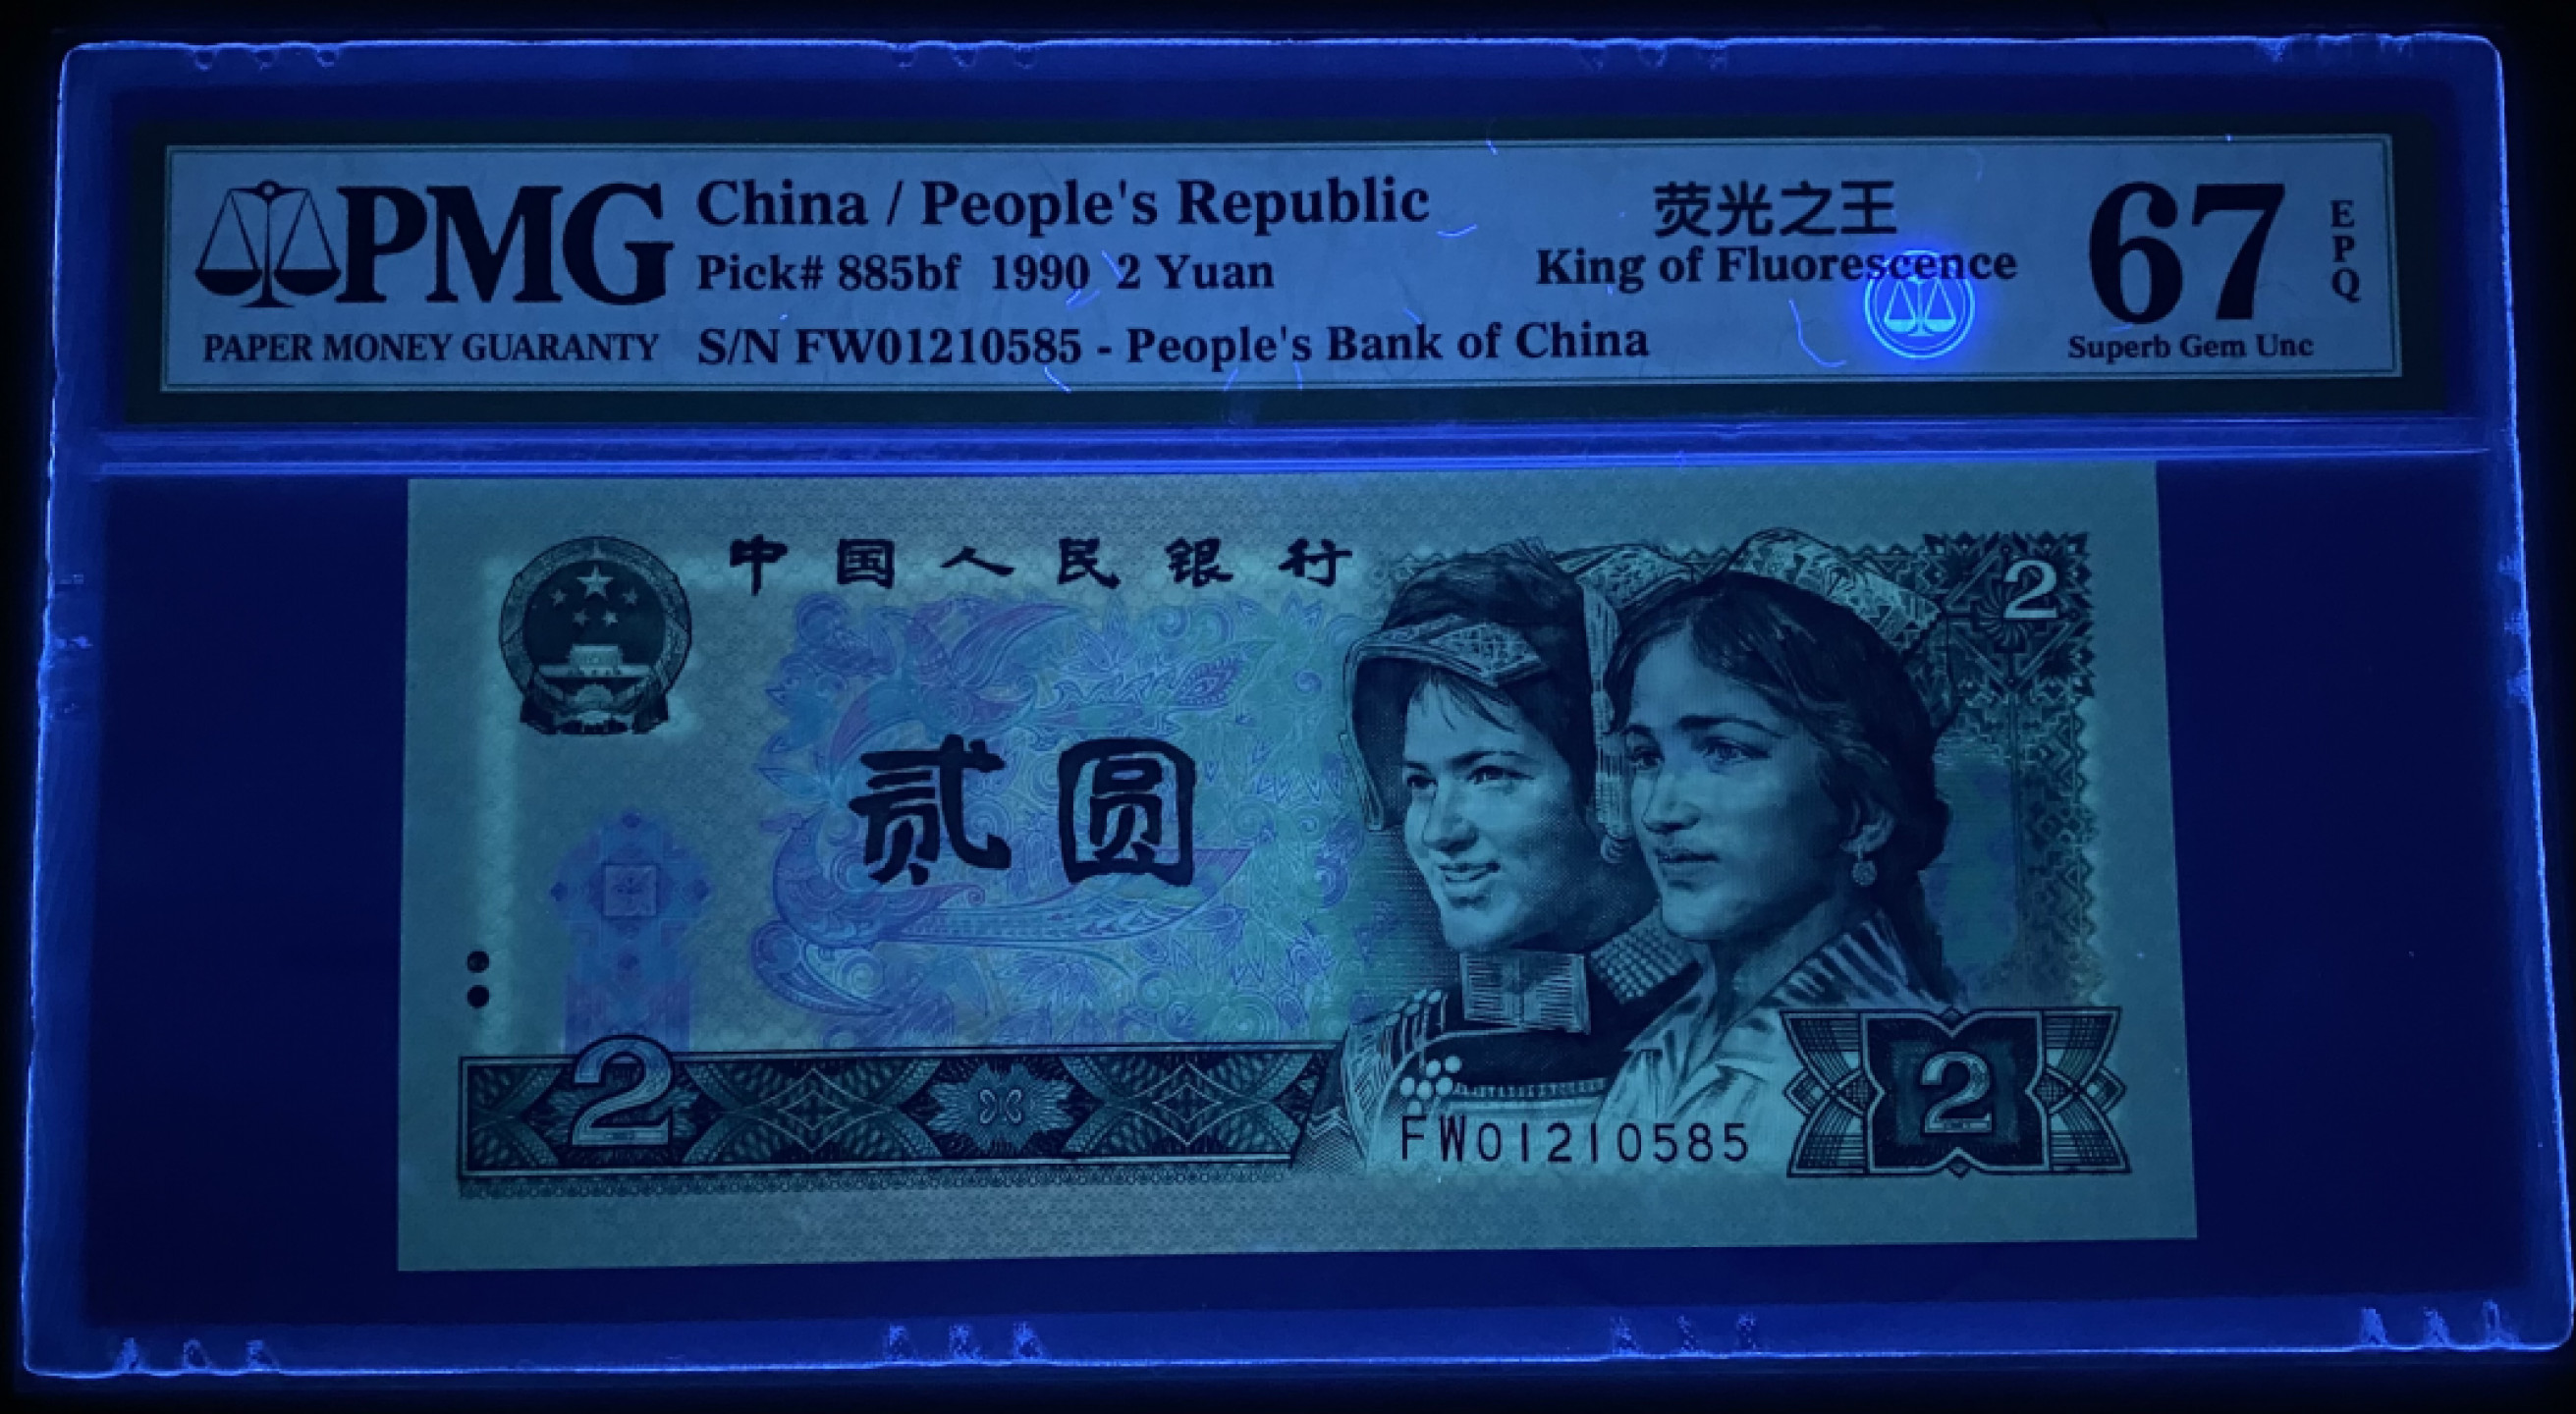 PMG
PAPER MONEY GUARANTY
China / People's Republic
Pick# 885bf 1990 2 Yuan
S/N FW01210585 - People's Bank of China
荧光之王
King of Fluorescence
67
EPQ
Superb Gem Unc
中国人民银行
2
贰圆
2
FW01210585
2